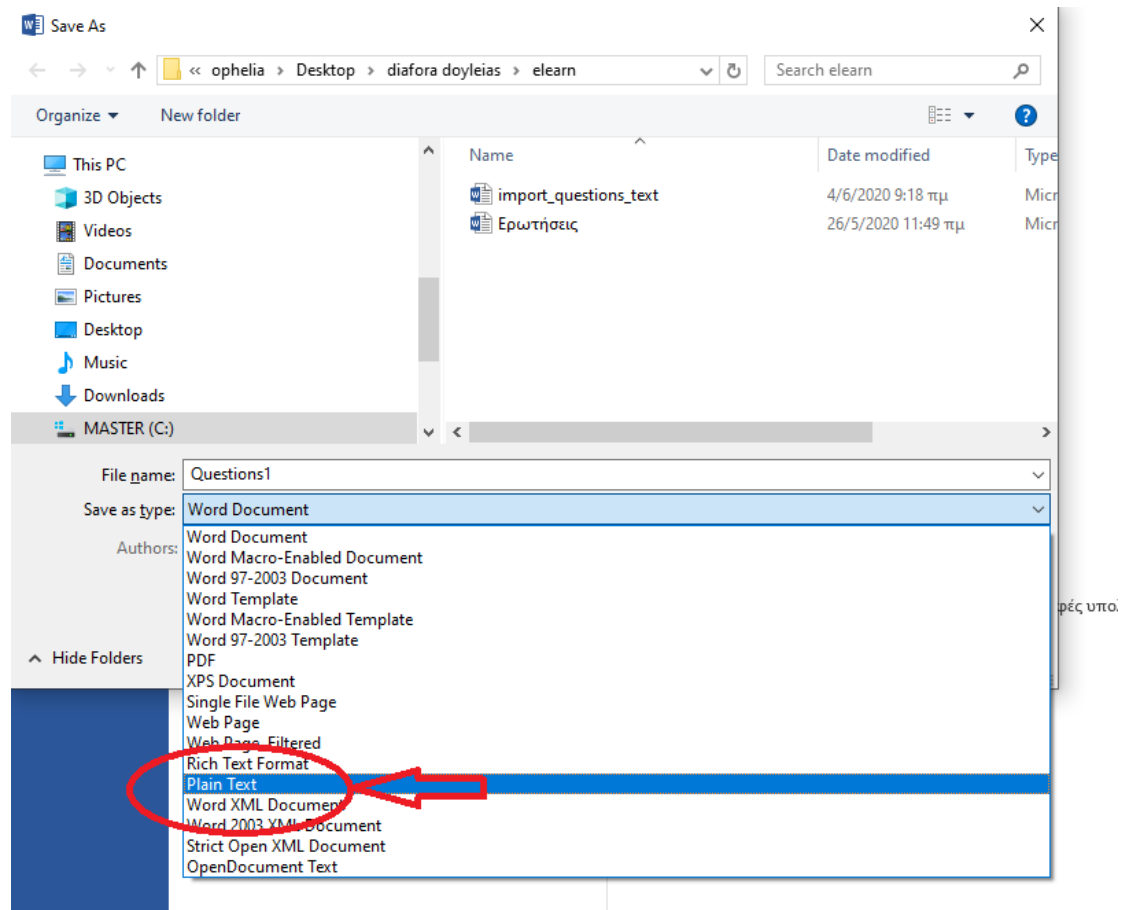 Save As
« ophelia > Desktop > diafora doyleias > elearn
Search elearn
Organize
New folder
Name
Date modified
Type
This PC
3D Objects
Videos
Documents
Pictures
Desktop
Music
Downloads
MASTER (C:)
import_questions_text 4/6/2020 9:18 πμ Micr
Ερωτήσεις 26/5/2020 11:49 πμ Micr
File name: Questions1
Save as type: Word Document
Authors:
Word Document
Word Macro-Enabled Document
Word 97-2003 Document
Word Template
Word Macro-Enabled Template
Word 97-2003 Template
PDF
XPS Document
Single File Web Page
Web Page
Web Page, Filtered
Rich Text Format
Plain Text
Word XML Document
Word 2003 XML Document
Strict Open XML Document
OpenDocument Text
Hide Folders